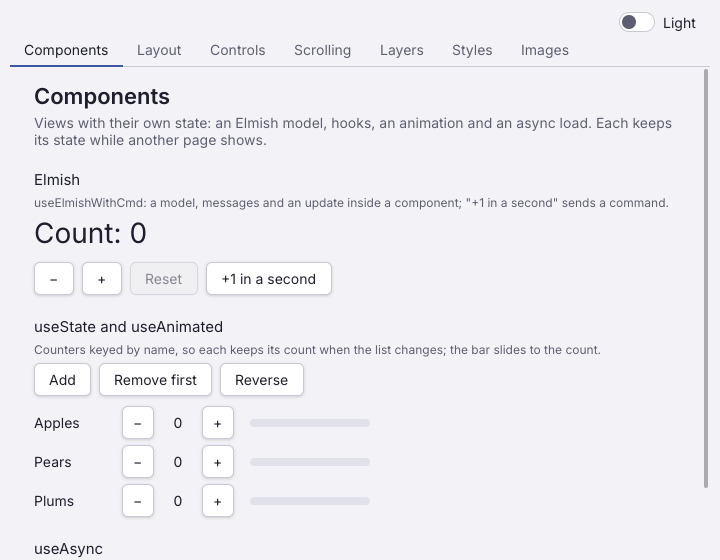 Light
Components Layout Controls Scrolling Layers Styles Images
Components
Views with their own state: an Elmish model, hooks, an animation and an async load. Each keeps
its state while another page shows.
Elmish
useElmishWithCmd: a model, messages and an update inside a component; "+1 in a second" sends a command.
Count: 0
− + Reset +1 in a second
useState and useAnimated
Counters keyed by name, so each keeps its count when the list changes; the bar slides to the count.
Add Remove first Reverse
Apples − 0 +
Pears − 0 +
Plums − 0 +
useAsync